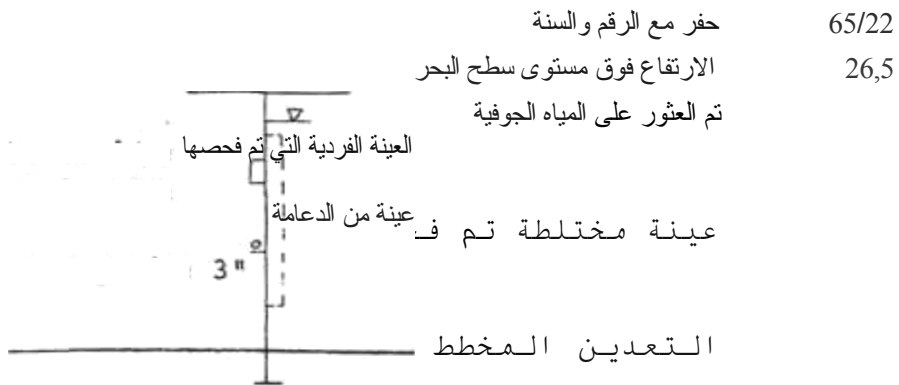 65/22 حفر مع الرقم والسنة
26,5 الارتفاع فوق مستوى سطح البحر
تم العثور على المياه الجوفية
العينة الفردية التي تم فحصها
عينة من الدعامة
عينة مختلطة تم فـ
3"
التعدين المخطط